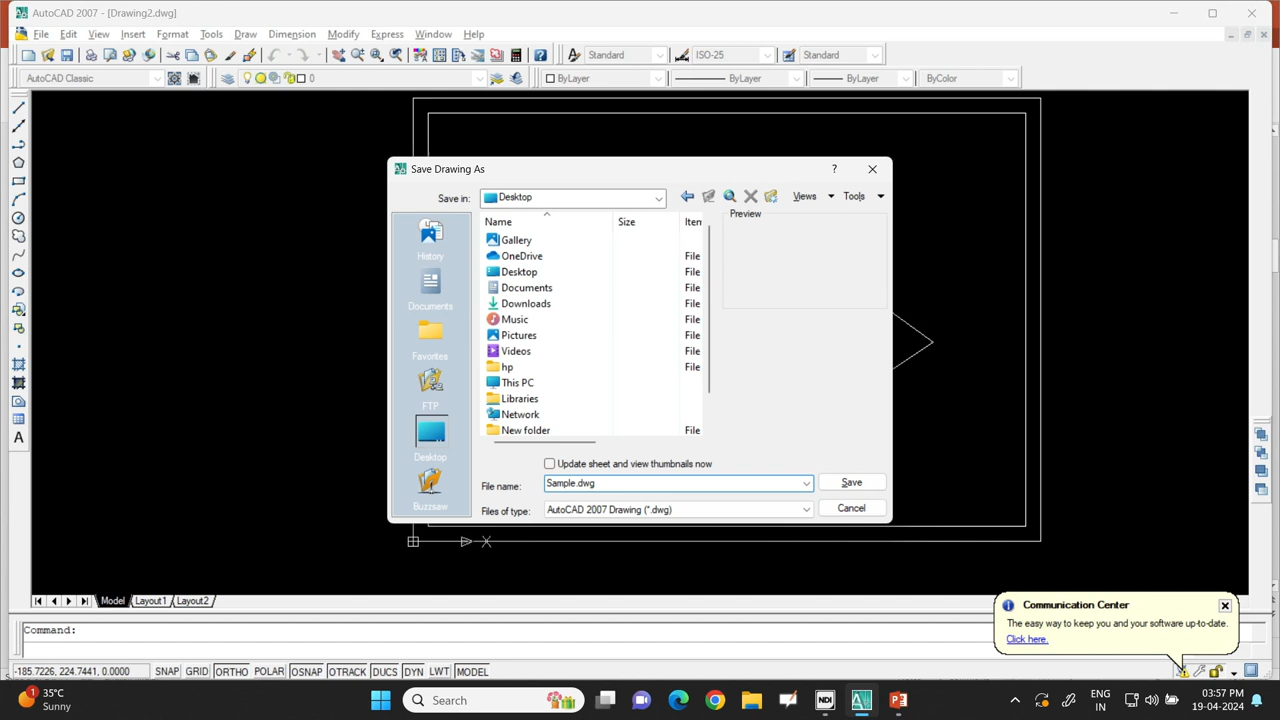 AutoCAD 2007 - [Drawing2.dwg]
File Edit View Insert Format Tools Draw Dimension Modify Express Window Help
Standard ISO-25 Standard
AutoCAD Classic 0 ByLayer ByLayer ByLayer ByColor
Save Drawing As
Save in: Desktop Views Tools
Name Size Item
Preview
Gallery
OneDrive File
Desktop File
Documents File
Downloads File
Music File
Pictures File
Videos File
hp File
This PC
Libraries
Network
New folder File
History
Documents
Favorites
FTP
Desktop
Buzzsaw
Update sheet and view thumbnails now
File name: Sample.dwg Save
Files of type: AutoCAD 2007 Drawing (*.dwg) Cancel
X
Model Layout1 Layout2
Communication Center
The easy way to keep you and your software up-to-date.
Click here.
Command:
-185.7226, 224.7441, 0.0000 SNAP GRID ORTHO POLAR OSNAP OTRACK DUCS DYN LWT MODEL
1
35°C
Sunny
Search
NDI
ENG
IN
03:57 PM
19-04-2024